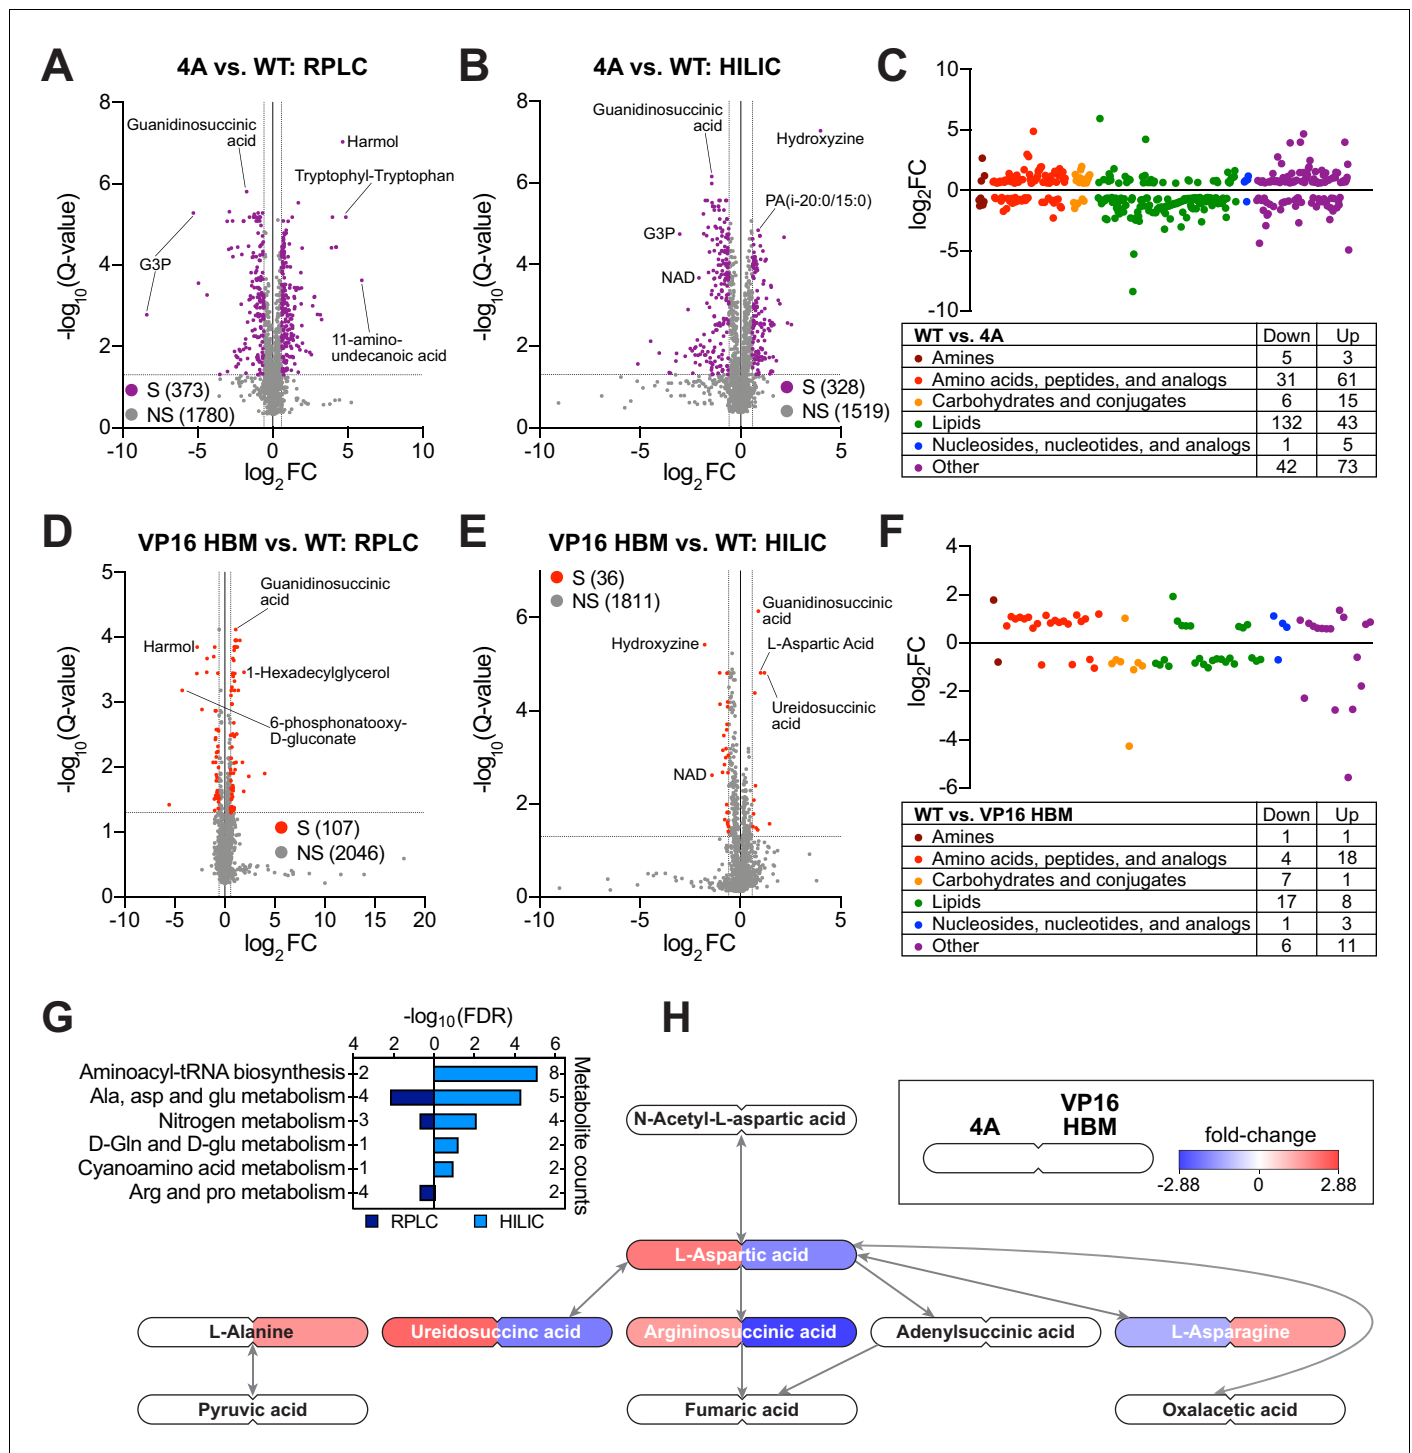 A
4A vs. WT: RPLC
8
6
4
2
0
-10
-5
0
5
10
-log10(Q-value)
log2FC
Guanidinosuccinic
acid
Harmol
Tryptophyl-Tryptophan
G3P
11-amino-
undecanoic acid
S (373)
NS (1780)
B
4A vs. WT: HILIC
8
6
4
2
0
-10
-5
0
5
-log10(Q-value)
log2FC
Guanidinosuccinic
acid
Hydroxyzine
PA(i-20:0/15:0)
G3P
NAD
S (328)
NS (1519)
C
10
5
0
-5
-10
log2FC
WT vs. 4A Down Up
Amines 5 3
Amino acids, peptides, and analogs 31 61
Carbohydrates and conjugates 6 15
Lipids 132 43
Nucleosides, nucleotides, and analogs 1 5
Other 42 73
D
VP16 HBM vs. WT: RPLC
5
4
3
2
1
0
-10
-5
0
5
10
15
20
-log10(Q-value)
log2FC
Guanidinosuccinic
acid
Harmol
1-Hexadecylglycerol
6-phosphonatooxy-
D-gluconate
S (107)
NS (2046)
E
VP16 HBM vs. WT: HILIC
S (36)
NS (1811)
6
4
2
0
-10
-5
0
5
-log10(Q-value)
log2FC
Guanidinosuccinic
acid
Hydroxyzine
L-Aspartic Acid
Ureidosuccinic
acid
NAD
F
4
2
0
-2
-4
-6
log2FC
WT vs. VP16 HBM Down Up
Amines 1 1
Amino acids, peptides, and analogs 4 18
Carbohydrates and conjugates 7 1
Lipids 17 8
Nucleosides, nucleotides, and analogs 1 3
Other 6 11
G
-log10(FDR)
4 2 0 2 4 6
Aminoacyl-tRNA biosynthesis 2 8
Ala, asp and glu metabolism 4 5
Nitrogen metabolism 3 4
D-Gln and D-glu metabolism 1 2
Cyanoamino acid metabolism 1 2
Arg and pro metabolism 4 2
Metabolite counts
RPLC HILIC
H
4A
VP16
HBM
fold-change
-2.88 0 2.88
N-Acetyl-L-aspartic acid
L-Aspartic acid
L-Alanine
Ureidosuccinc acid
Argininosuccinic acid
Adenylsuccinic acid
L-Asparagine
Pyruvic acid
Fumaric acid
Oxalacetic acid